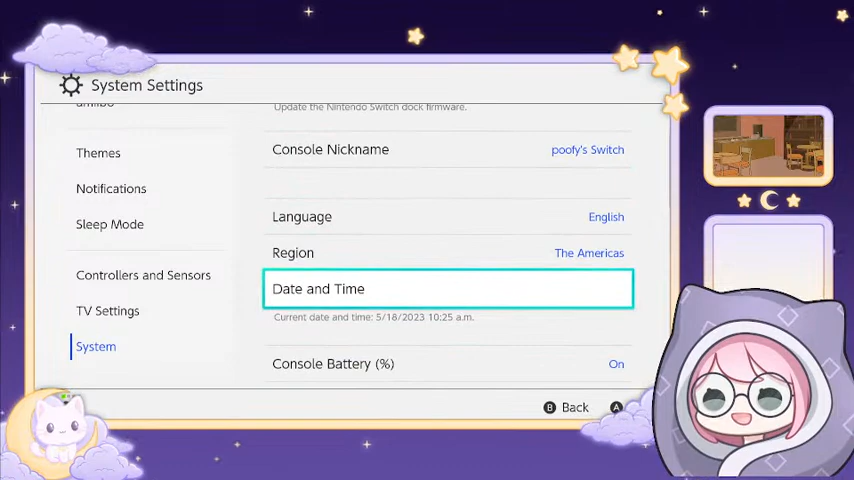 System Settings
amiibo
Update the Nintendo Switch dock firmware.
Themes
Console Nickname
poofy's Switch
Notifications
Sleep Mode
Language
English
Region
The Americas
Controllers and Sensors
Date and Time
TV Settings
Current date and time: 5/18/2023 10:25 a.m.
System
Console Battery (%)
On
B Back
A